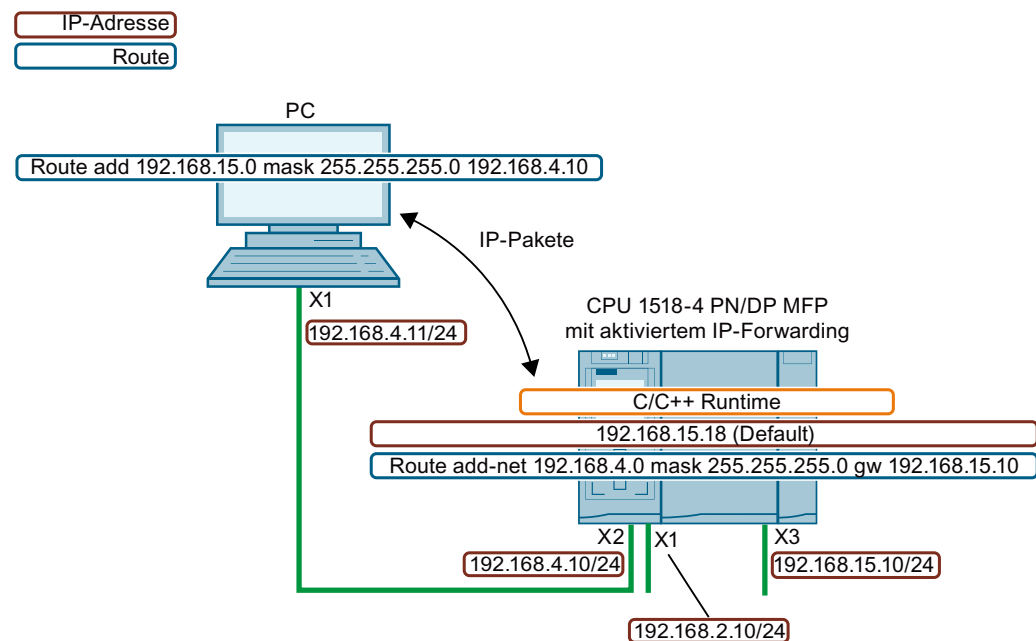 IP-Adresse
Route
PC
Route add 192.168.15.0 mask 255.255.255.0 192.168.4.10
IP-Pakete
X1
192.168.4.11/24
CPU 1518-4 PN/DP MFP
mit aktiviertem IP-Forwarding
C/C++ Runtime
192.168.15.18 (Default)
Route add-net 192.168.4.0 mask 255.255.255.0 gw 192.168.15.10
X2
X1
X3
192.168.4.10/24
192.168.15.10/24
192.168.2.10/24